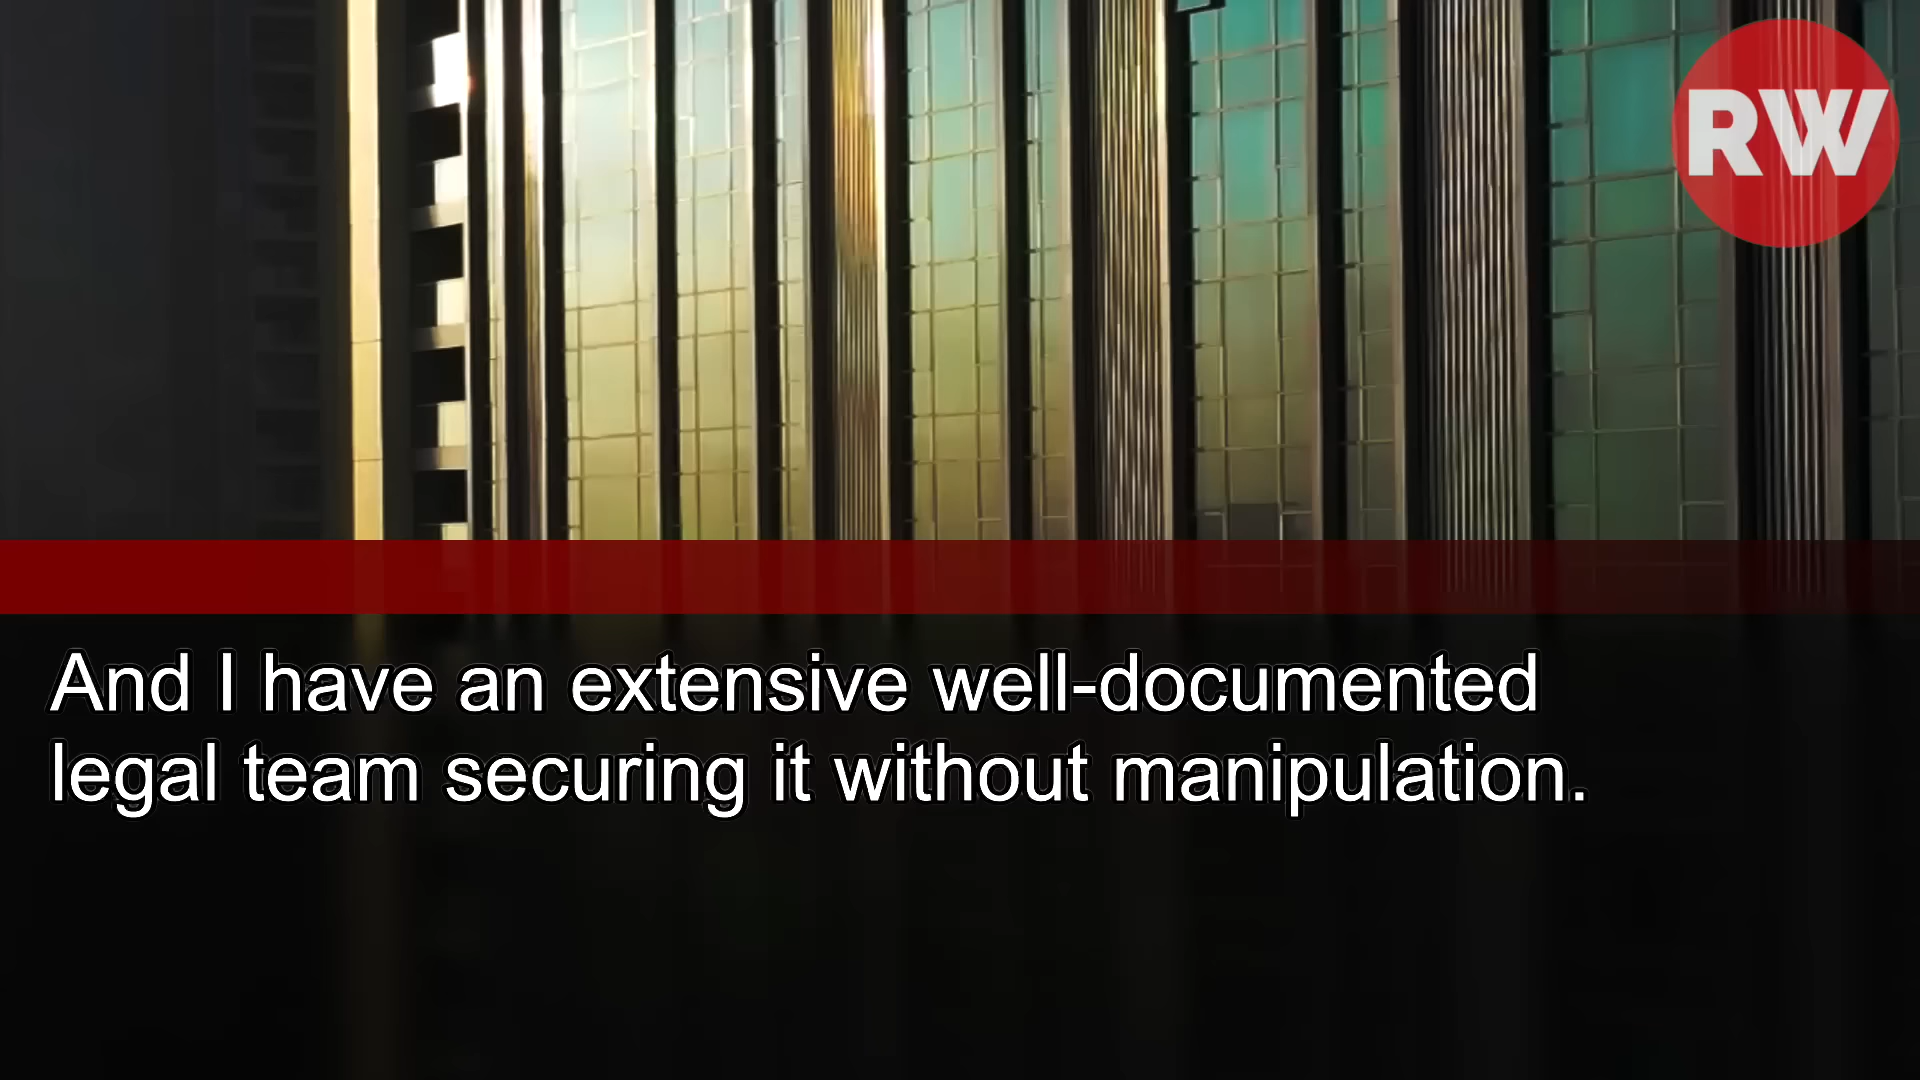 RW
And I have an extensive well-documented
legal team securing it without manipulation.